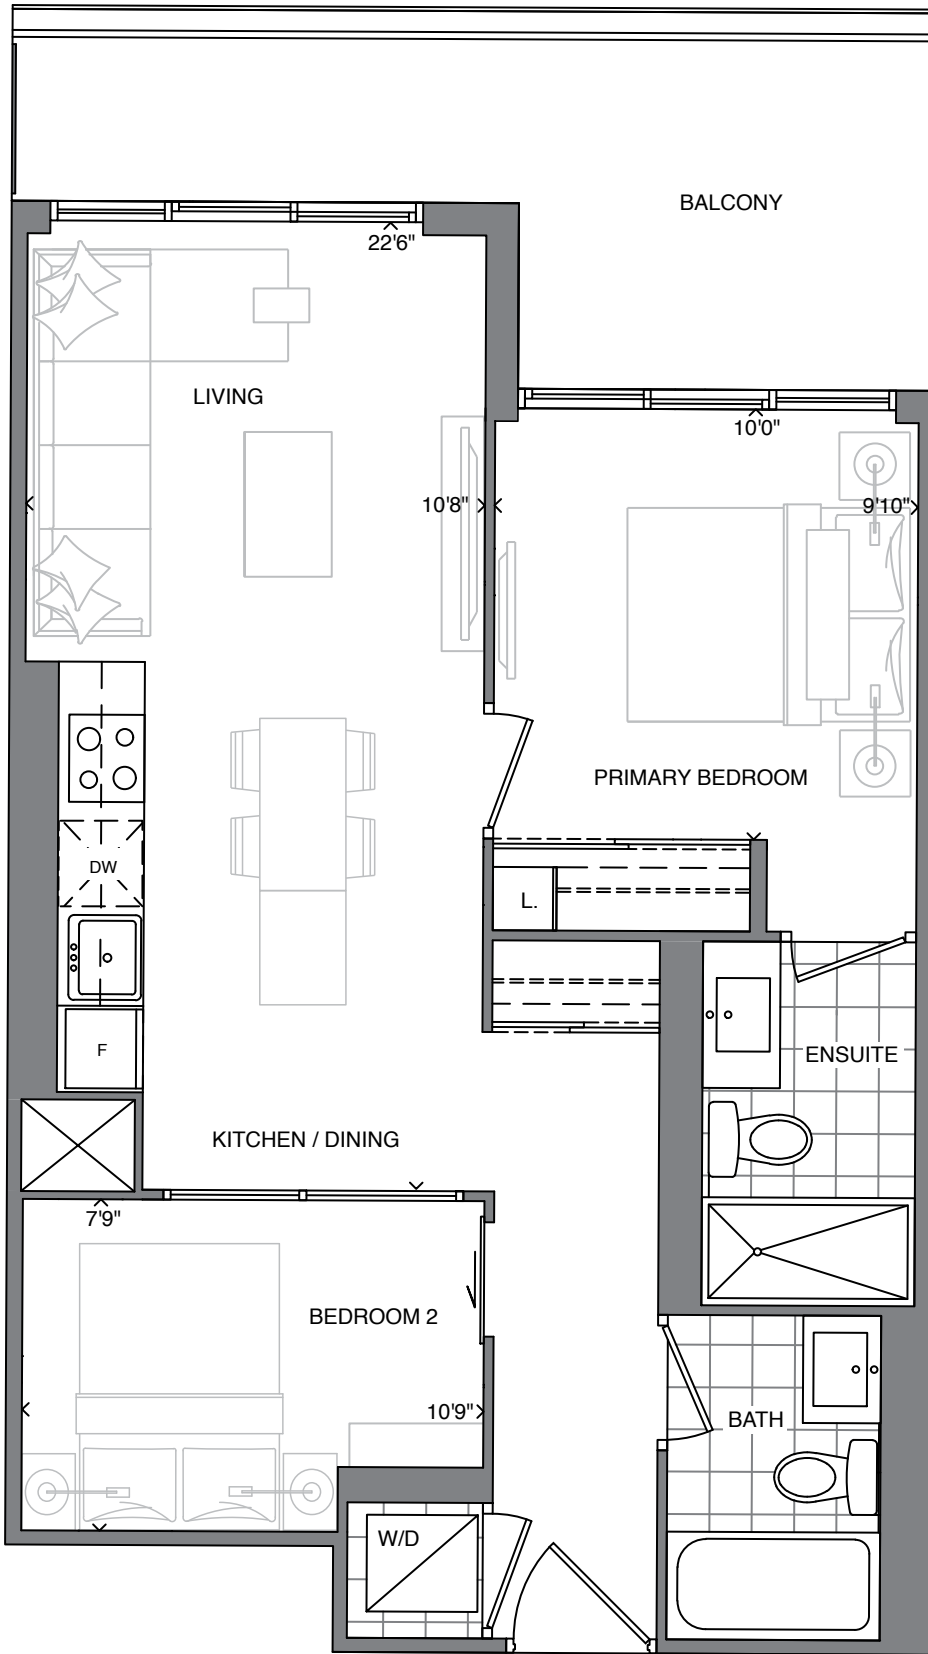 BALCONY
22'6"
LIVING
10'0"
10'8"
9'10"
PRIMARY BEDROOM
DW
L.
F
ENSUITE
KITCHEN / DINING
7'9"
BEDROOM 2
10'9"
BATH
W/D